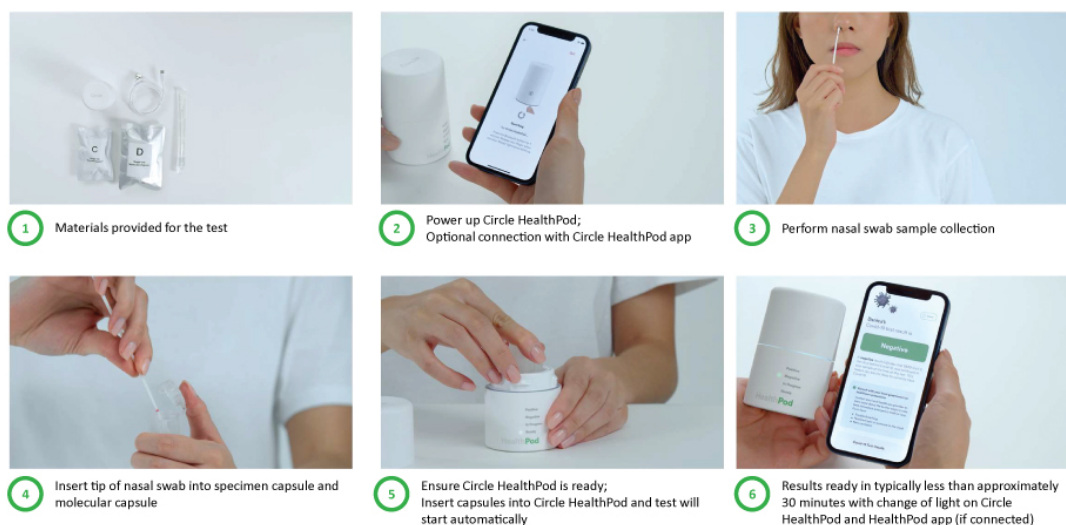 C
D
1
Materials provided for the test
2
Power up Circle HealthPod;
Optional connection with Circle HealthPod app
3
Perform nasal swab sample collection
4
Insert tip of nasal swab into specimen capsule and
molecular capsule
HealthPod
5
Ensure Circle HealthPod is ready;
Insert capsules into Circle HealthPod and test will
start automatically
Negative
HealthPod
6
Results ready in typically less than approximately
30 minutes with change of light on Circle
HealthPod and HealthPod app (if connected)